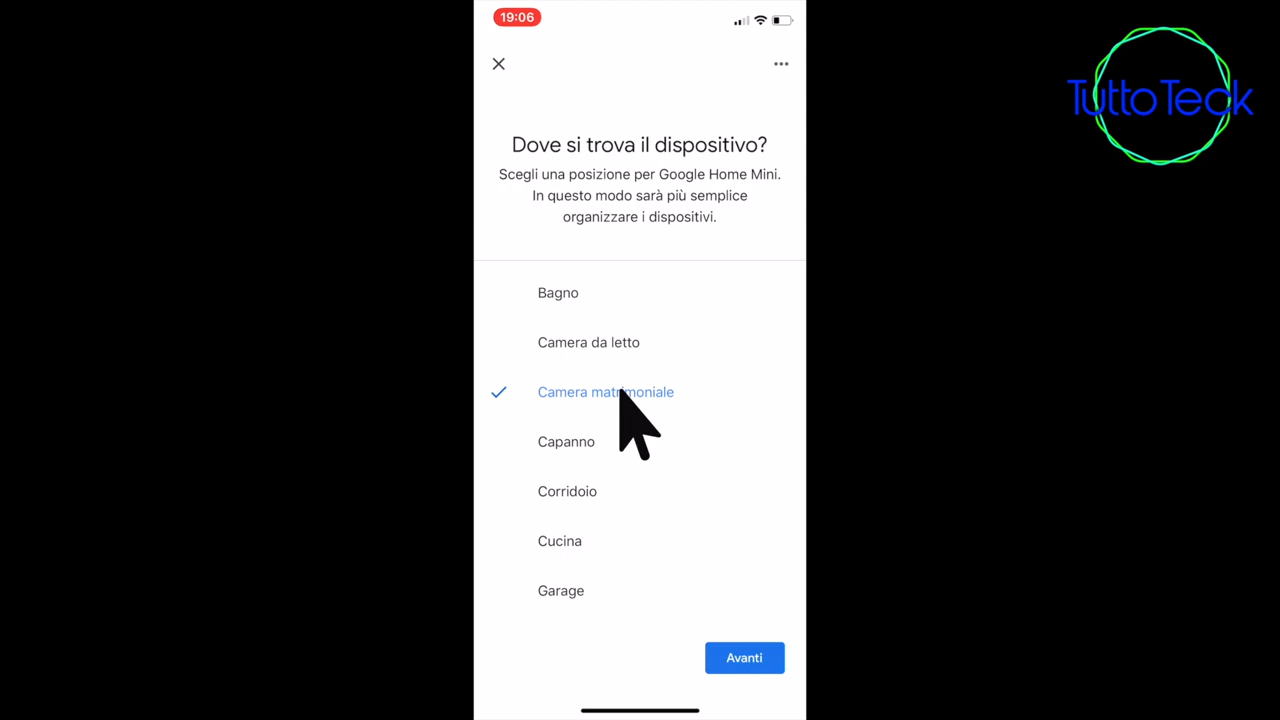 19:06
TuttoTeck
Dove si trova il dispositivo?
Scegli una posizione per Google Home Mini.
In questo modo sarà più semplice
organizzare i dispositivi.
Bagno
Camera da letto
Camera matrimoniale
Capanno
Corridoio
Cucina
Garage
Avanti